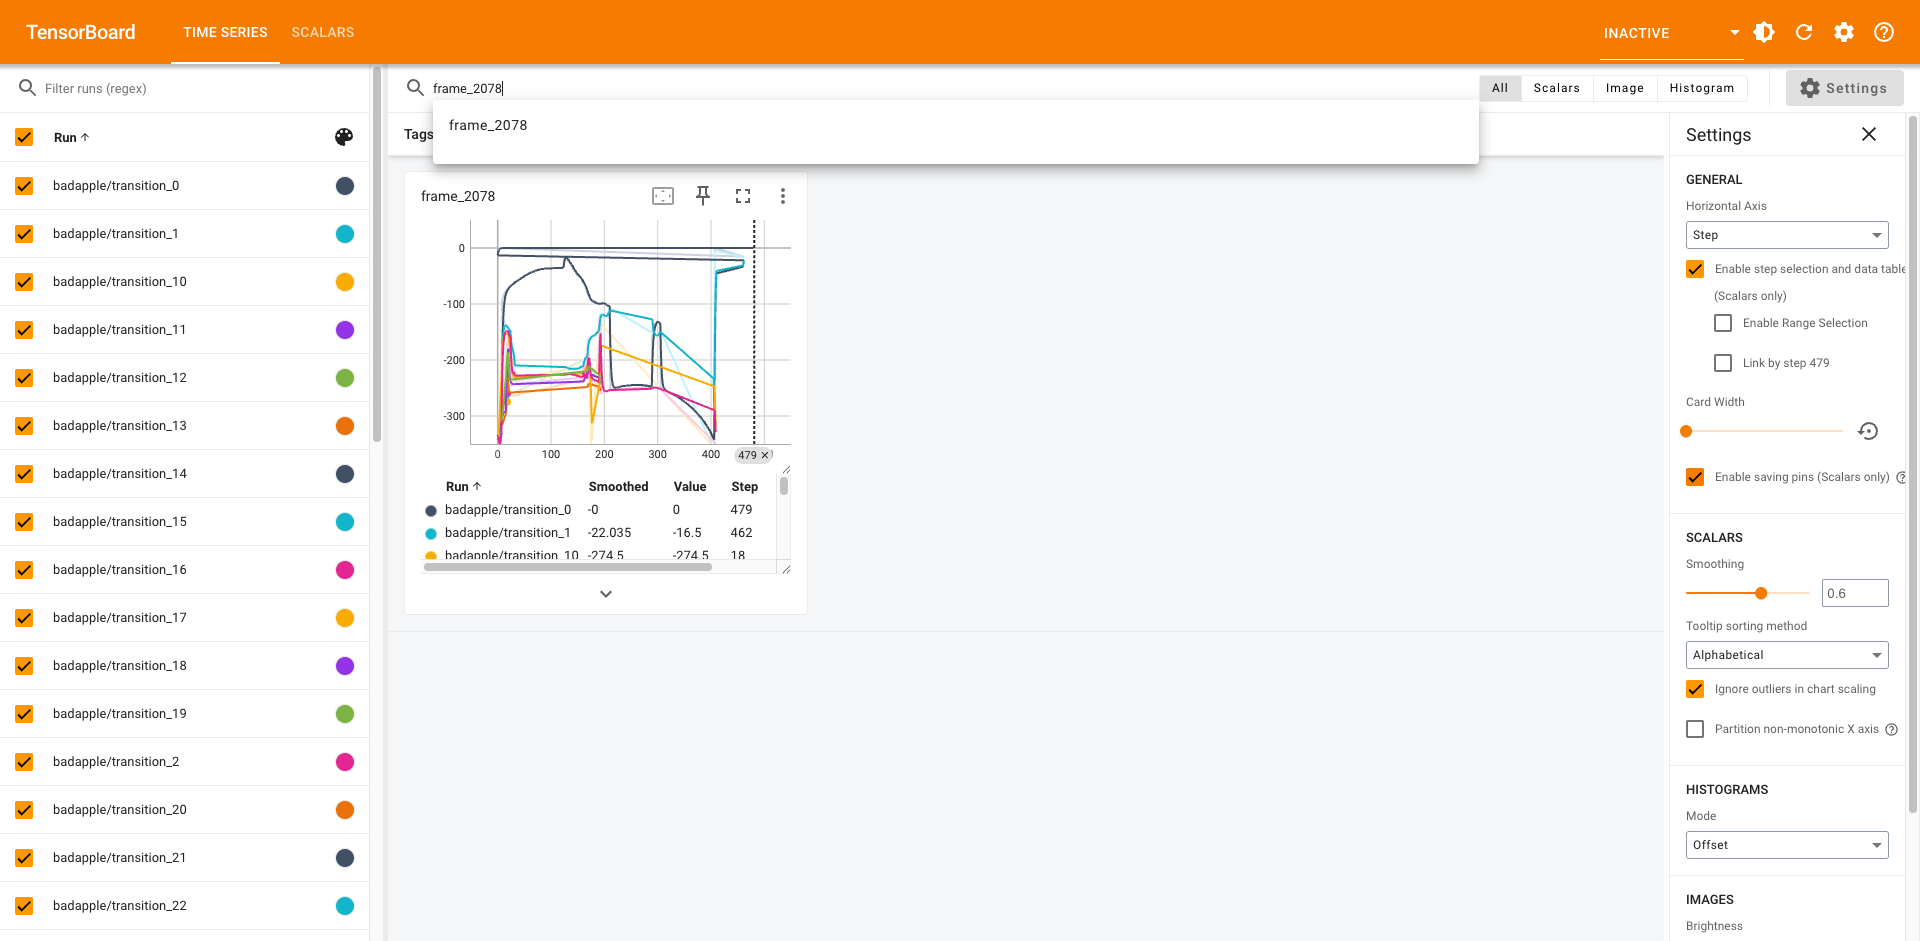 TensorBoard
TIME SERIES
SCALARS
INACTIVE
Filter runs (regex)
frame_2078
All
Scalars
Image
Histogram
Settings
frame_2078
Run
Tags
Settings
badapple/transition_0
badapple/transition_1
badapple/transition_10
badapple/transition_11
badapple/transition_12
badapple/transition_13
badapple/transition_14
badapple/transition_15
badapple/transition_16
badapple/transition_17
badapple/transition_18
badapple/transition_19
badapple/transition_2
badapple/transition_20
badapple/transition_21
badapple/transition_22
frame_2078
0
-100
-200
-300
0 100 200 300 400 479
Run Smoothed Value Step
badapple/transition_0 -0 0 479
badapple/transition_1 -22.035 -16.5 462
badapple/transition_10 -274.5 -274.5 18
GENERAL
Horizontal Axis
Step
Enable step selection and data table
(Scalars only)
Enable Range Selection
Link by step 479
Card Width
Enable saving pins (Scalars only)
SCALARS
Smoothing
0.6
Tooltip sorting method
Alphabetical
Ignore outliers in chart scaling
Partition non-monotonic X axis
HISTOGRAMS
Mode
Offset
IMAGES
Brightness